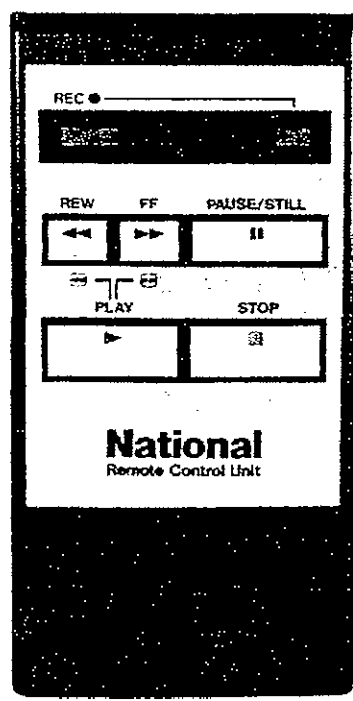 REC
REW FF PAUSE/STILL
PLAY STOP
National
Remote Control Unit